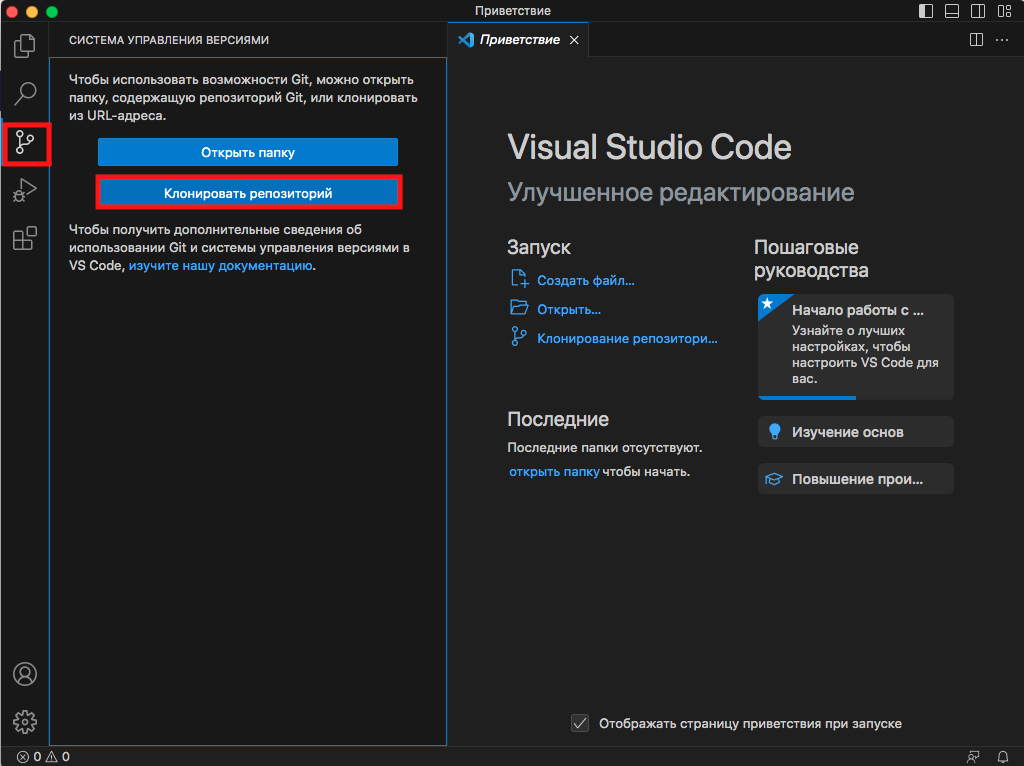 Приветствие
СИСТЕМА УПРАВЛЕНИЯ ВЕРСИЯМИ
Чтобы использовать возможности Git, можно открыть
папку, содержащую репозиторий Git, или клонировать
из URL-адреса.
Открыть папку
Клонировать репозиторий
Чтобы получить дополнительные сведения об
использовании Git и системы управления версиями в
VS Code, изучите нашу документацию.
Приветствие
Visual Studio Code
Улучшенное редактирование
Запуск
Создать файл...
Открыть...
Клонирование репозитори...
Последние
Последние папки отсутствуют.
открыть папку чтобы начать.
Пошаговые
руководства
Начало работы с ...
Узнайте о лучших
настройках, чтобы
настроить VS Code для
вас.
Изучение основ
Повышение прои...
Отображать страницу приветствия при запуске
0 0